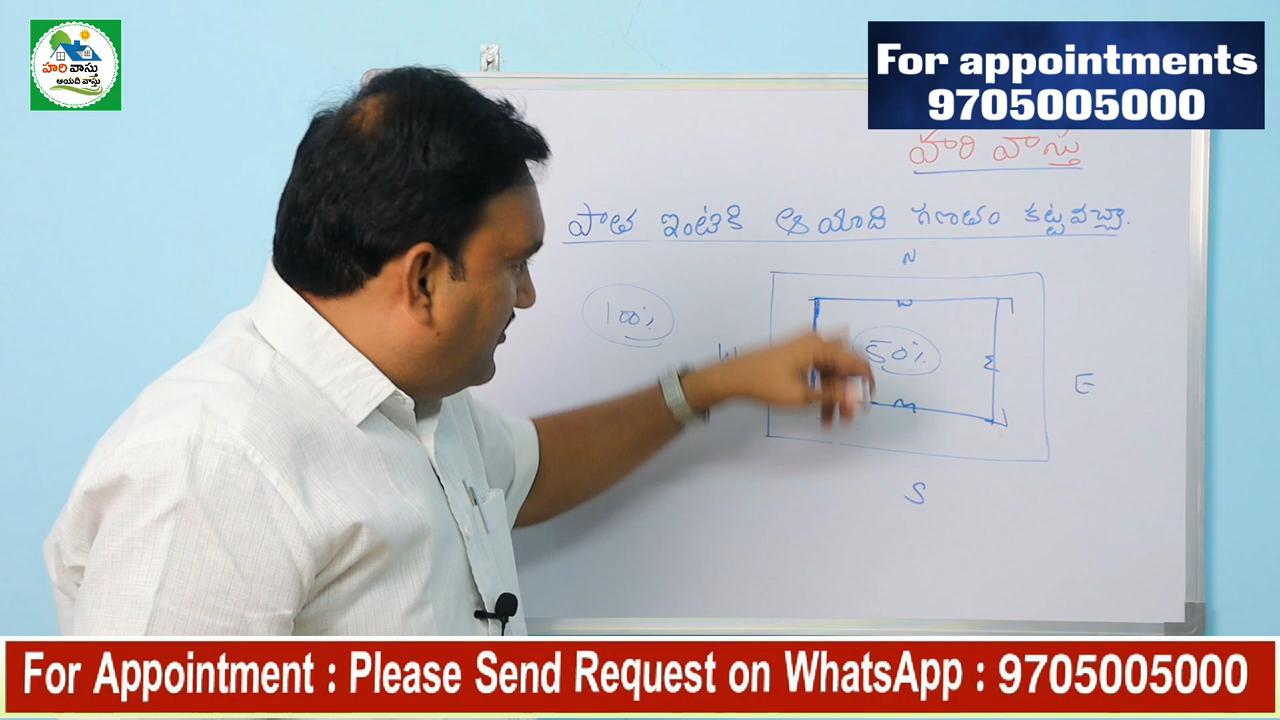 హరి వాస్తు
ఆయాది వాస్తు
For appointments
9705005000
హరి వాస్తు
పాత ఇంటికి ఆయాది గణితం కట్టవచ్చా.
N
100%
50%
W
E
S
For Appointment : Please Send Request on WhatsApp : 9705005000